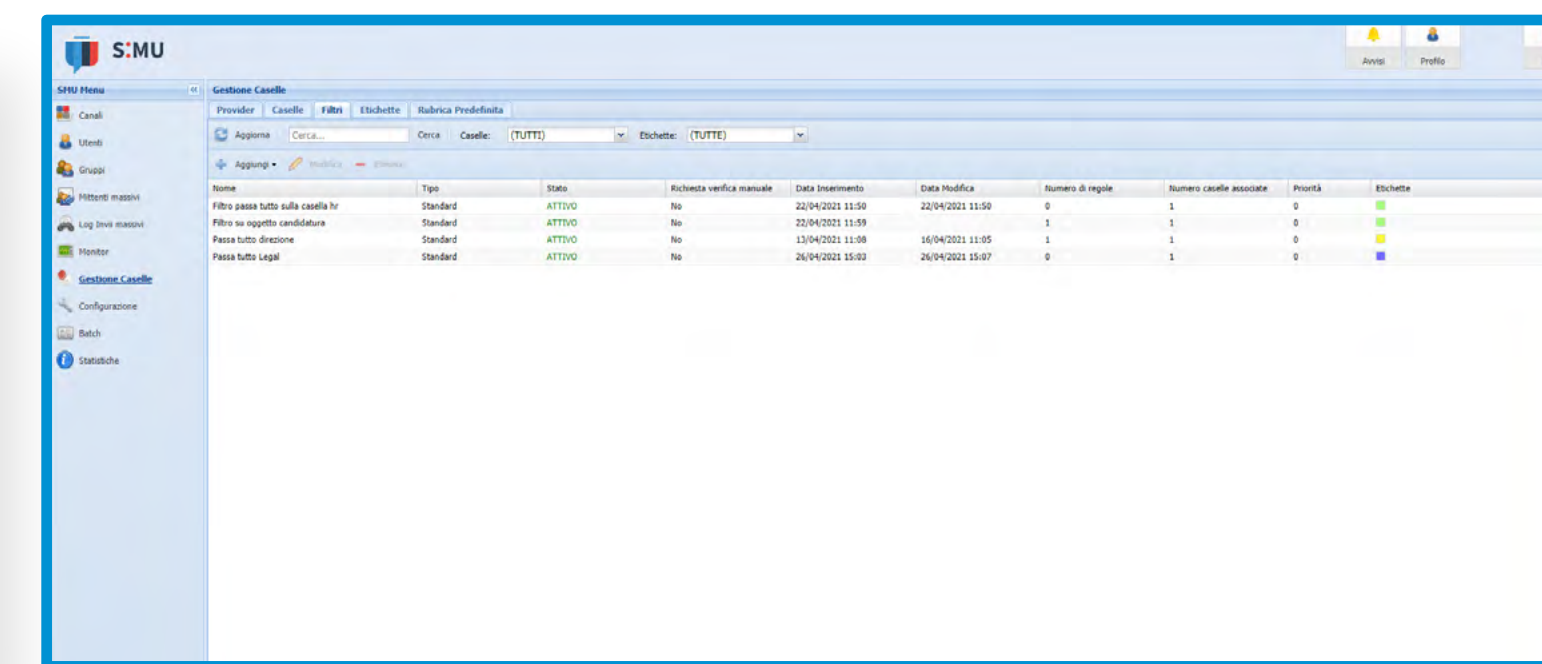 S:MU
Avvisi Profilo
SMU Menu
Gestione Caselle
Canali
Utenti
Gruppi
Mittenti massivi
Log Invii massivi
Monitor
Gestione Caselle
Configurazione
Batch
Statistiche
Provider Caselle Filtri Etichette Rubrica Predefinita
Aggiorna Cerca... Cerca Caselle: (TUTTI) Etichette: (TUTTE)
Aggiungi Modifica Elimina
Nome Tipo Stato Richiesta verifica manuale Data Inserimento Data Modifica Numero di regole Numero caselle associate Priorità Etichette
Filtro passa tutto sulla casella hr Standard ATTIVO No 22/04/2021 11:50 22/04/2021 11:50 0 1 0
Filtro su oggetto candidatura Standard ATTIVO No 22/04/2021 11:59 1 1 0
Passa tutto direzione Standard ATTIVO No 13/04/2021 11:08 16/04/2021 11:05 1 1 0
Passa tutto Legal Standard ATTIVO No 26/04/2021 15:03 26/04/2021 15:07 0 1 0